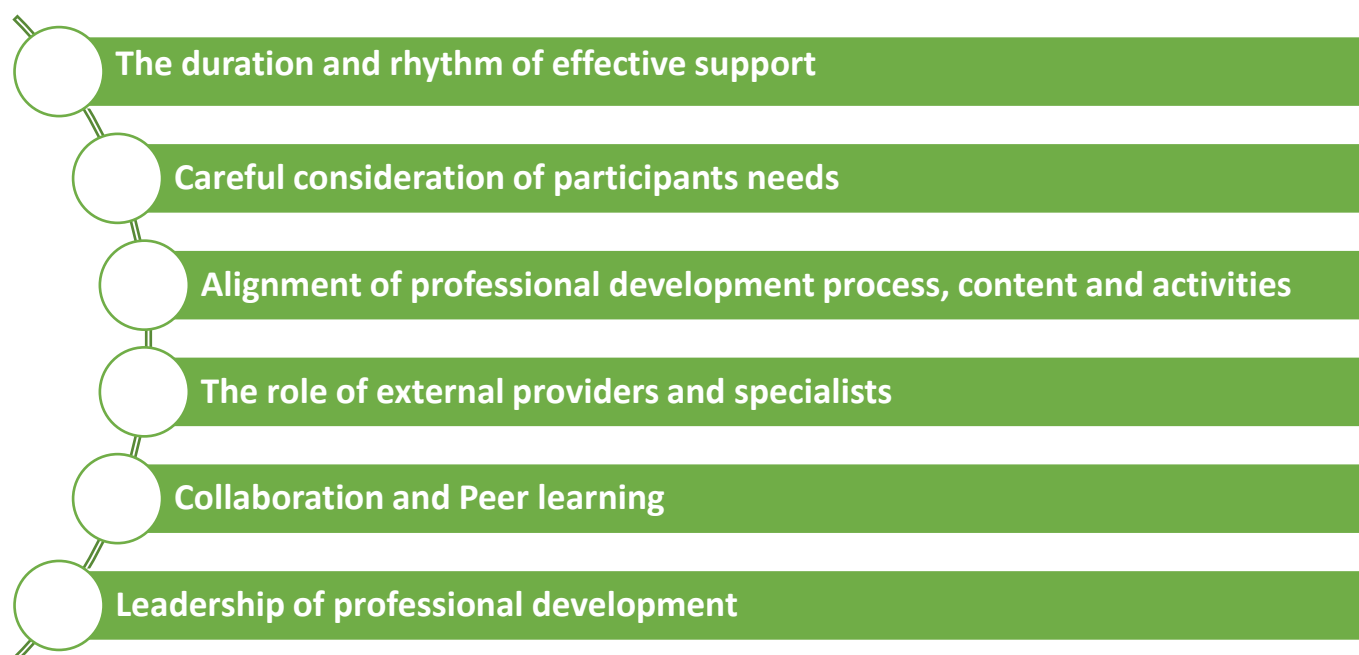 The duration and rhythm of effective support
Careful consideration of participants needs
Alignment of professional development process, content and activities
The role of external providers and specialists
Collaboration and Peer learning
Leadership of professional development